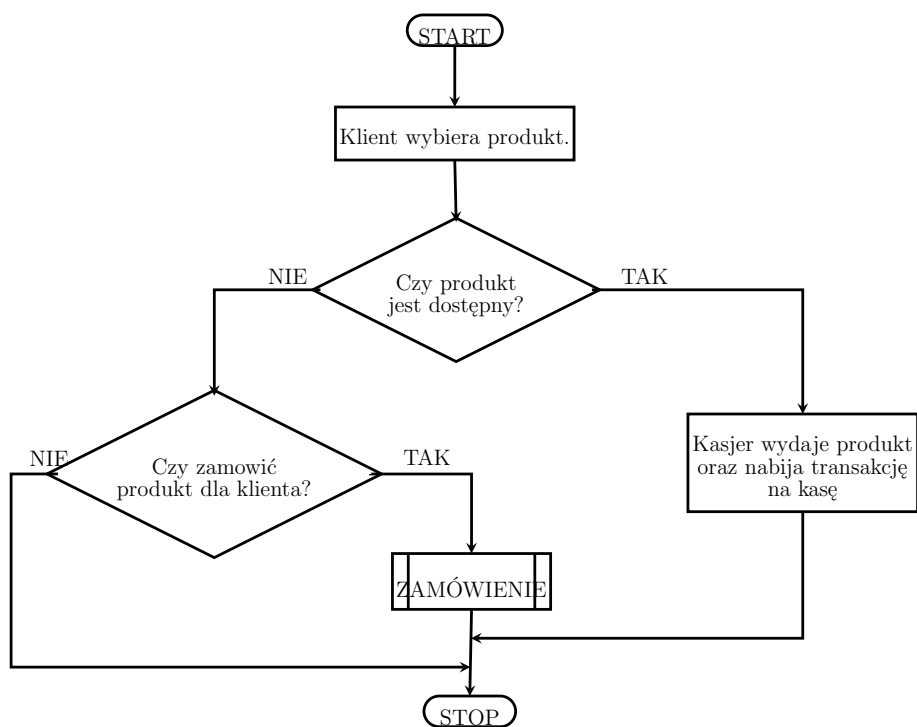 START
Klient wybiera produkt.
NIE
TAK
Czy produkt
jest dostępny?
NIE
TAK
Czy zamowić
produkt dla klienta?
Kasjer wydaje produkt
oraz nabija transakcję
na kasę
ZAMÓWIENIE
STOP